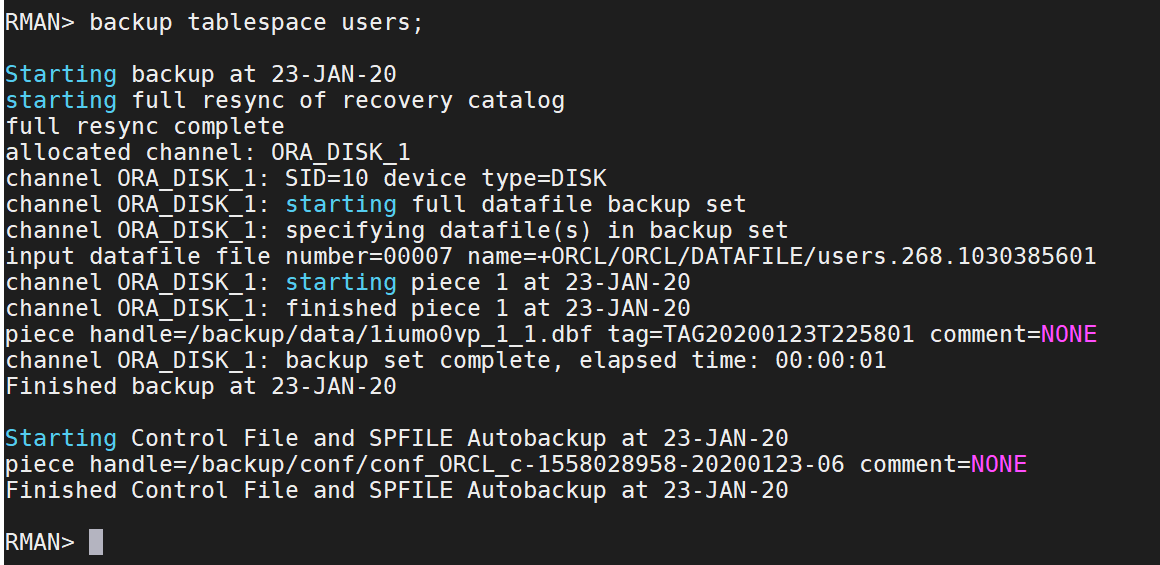 RMAN> backup tablespace users;
Starting backup at 23-JAN-20
starting full resync of recovery catalog
full resync complete
allocated channel: ORA_DISK_1
channel ORA_DISK_1: SID=10 device type=DISK
channel ORA_DISK_1: starting full datafile backup set
channel ORA_DISK_1: specifying datafile(s) in backup set
input datafile file number=00007 name=+ORCL/ORCL/DATAFILE/users.268.1030385601
channel ORA_DISK_1: starting piece 1 at 23-JAN-20
channel ORA_DISK_1: finished piece 1 at 23-JAN-20
piece handle=/backup/data/1iumo0vp_1_1.dbf tag=TAG20200123T225801 comment=NONE
channel ORA_DISK_1: backup set complete, elapsed time: 00:00:01
Finished backup at 23-JAN-20
Starting Control File and SPFILE Autobackup at 23-JAN-20
piece handle=/backup/conf/conf_ORCL_c-1558028958-20200123-06 comment=NONE
Finished Control File and SPFILE Autobackup at 23-JAN-20
RMAN>